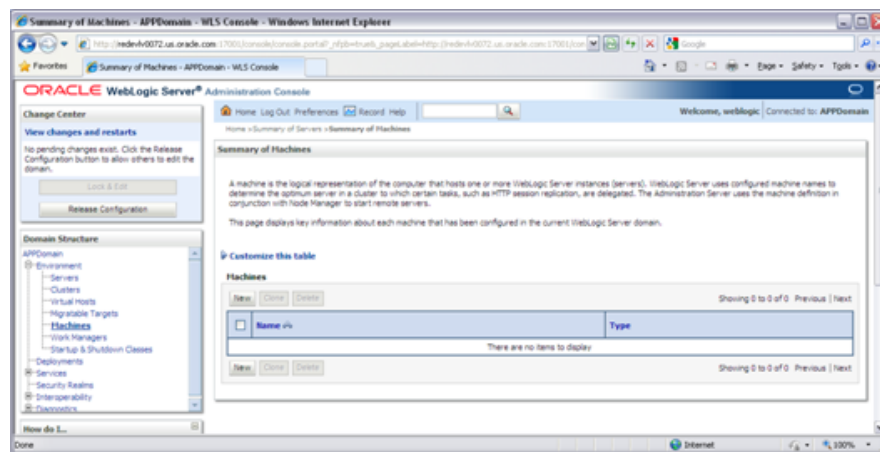 Summary of Machines - APPDomain - WLS Console - Windows Internet Explorer
Google
Favorites Summary of Machines - APPDomain - WLS Console
Page Safety Tools
ORACLE WebLogic Server® Administration Console
Change Center
View changes and restarts
No pending changes exist. Click the Release
Configuration button to allow others to edit the
domain.
Lock & Edit
Release Configuration
Domain Structure
APPDomain
Environment
Servers
Clusters
Virtual Hosts
Migratable Targets
Machines
Work Managers
Startup & Shutdown Classes
Deployments
Services
Security Realms
Interoperability
Diagnostics
How do I...
Home Log Out Preferences Record Help
Welcome, weblogic Connected to: APPDomain
Home >Summary of Servers >Summary of Machines
Summary of Machines
A machine is the logical representation of the computer that hosts one or more WebLogic Server instances (servers). WebLogic Server uses configured machine names to
determine the optimum server in a cluster to which certain tasks, such as HTTP session replication, are delegated. The Administration Server uses the machine definition in
conjunction with Node Manager to start remote servers.
This page displays key information about each machine that has been configured in the current WebLogic Server domain.
Customize this table
Machines
New Clone Delete Showing 0 to 0 of 0 Previous | Next
Name Type
There are no items to display
New Clone Delete Showing 0 to 0 of 0 Previous | Next
Done Internet 100%